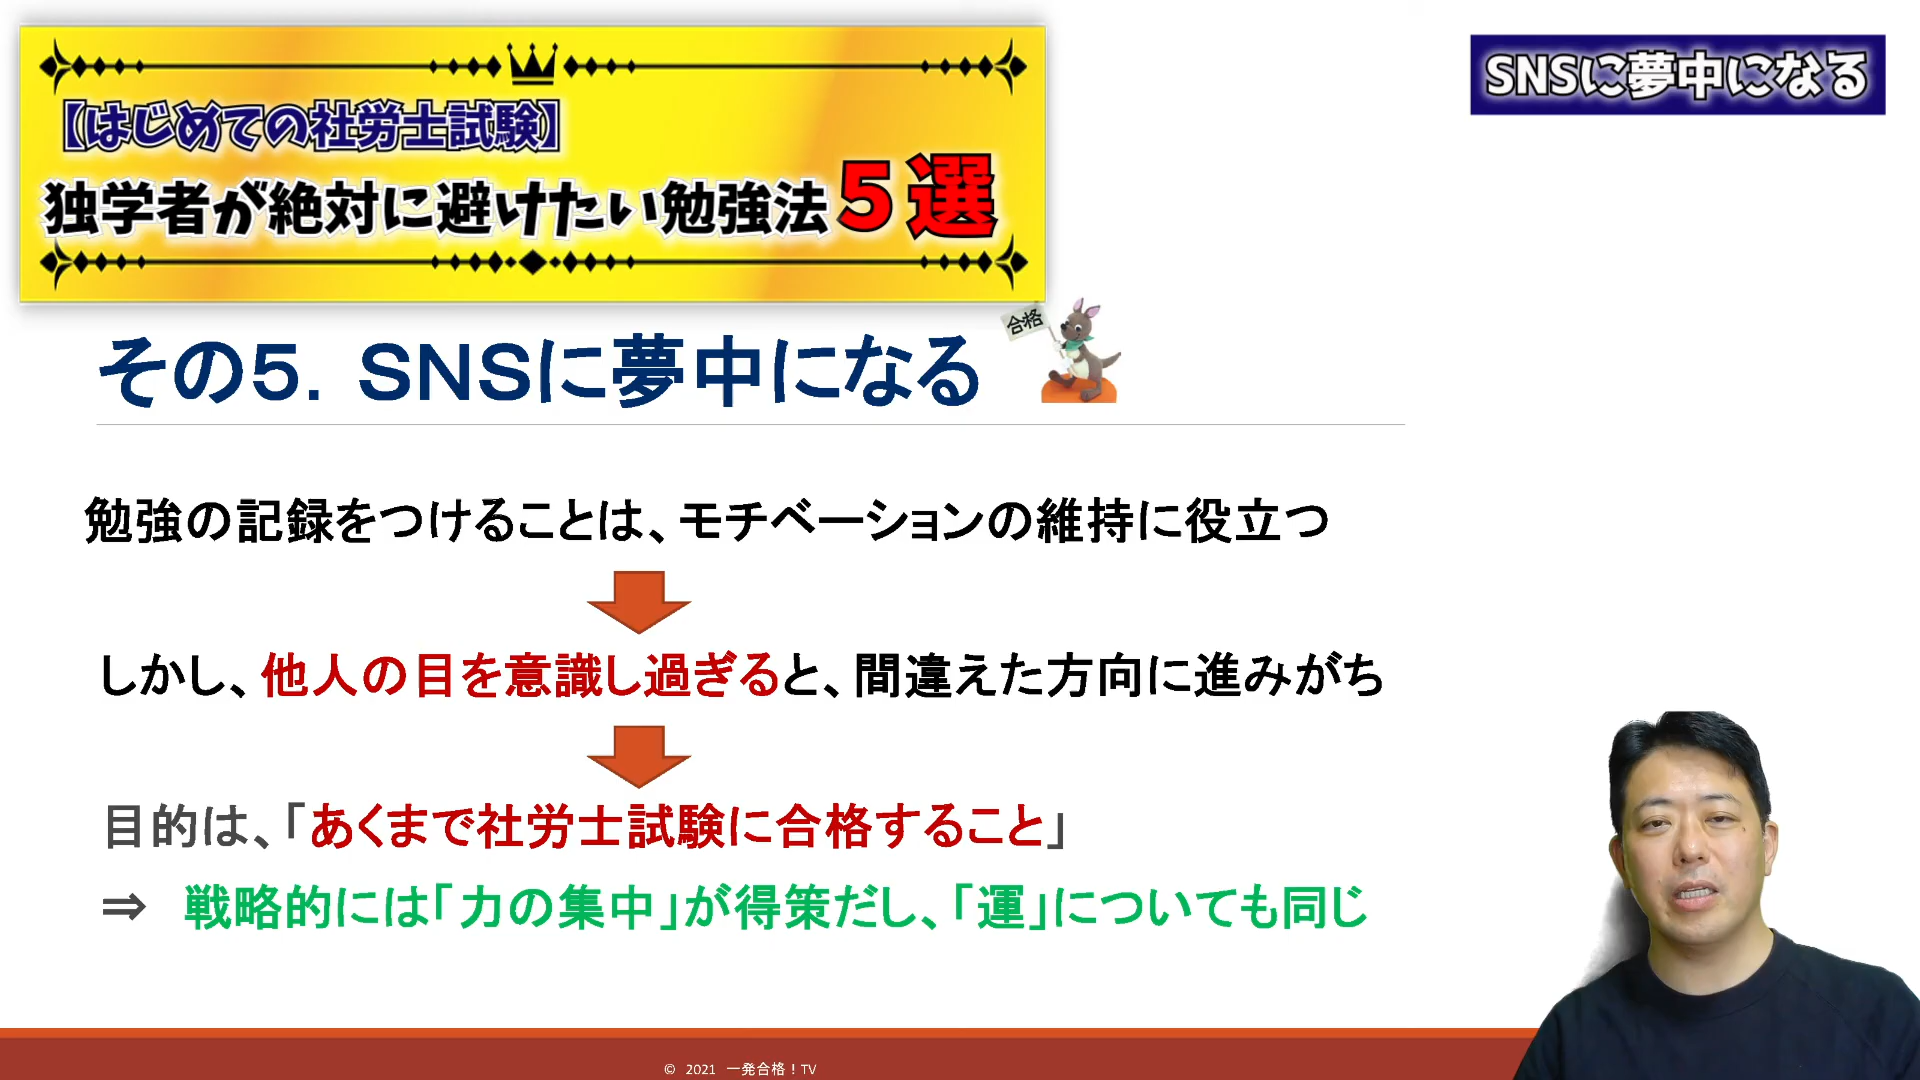 【はじめての社労士試験】
独学者が絶対に避けたい勉強法5選
SNSに夢中になる
合格
その5. SNSに夢中になる
勉強の記録をつけることは、モチベーションの維持に役立つ
しかし、他人の目を意識し過ぎると、間違えた方向に進みがち
目的は、「あくまで社労士試験に合格すること」
⇒ 戦略的には「力の集中」が得策だし、「運」についても同じ
© 2021 一発合格！TV